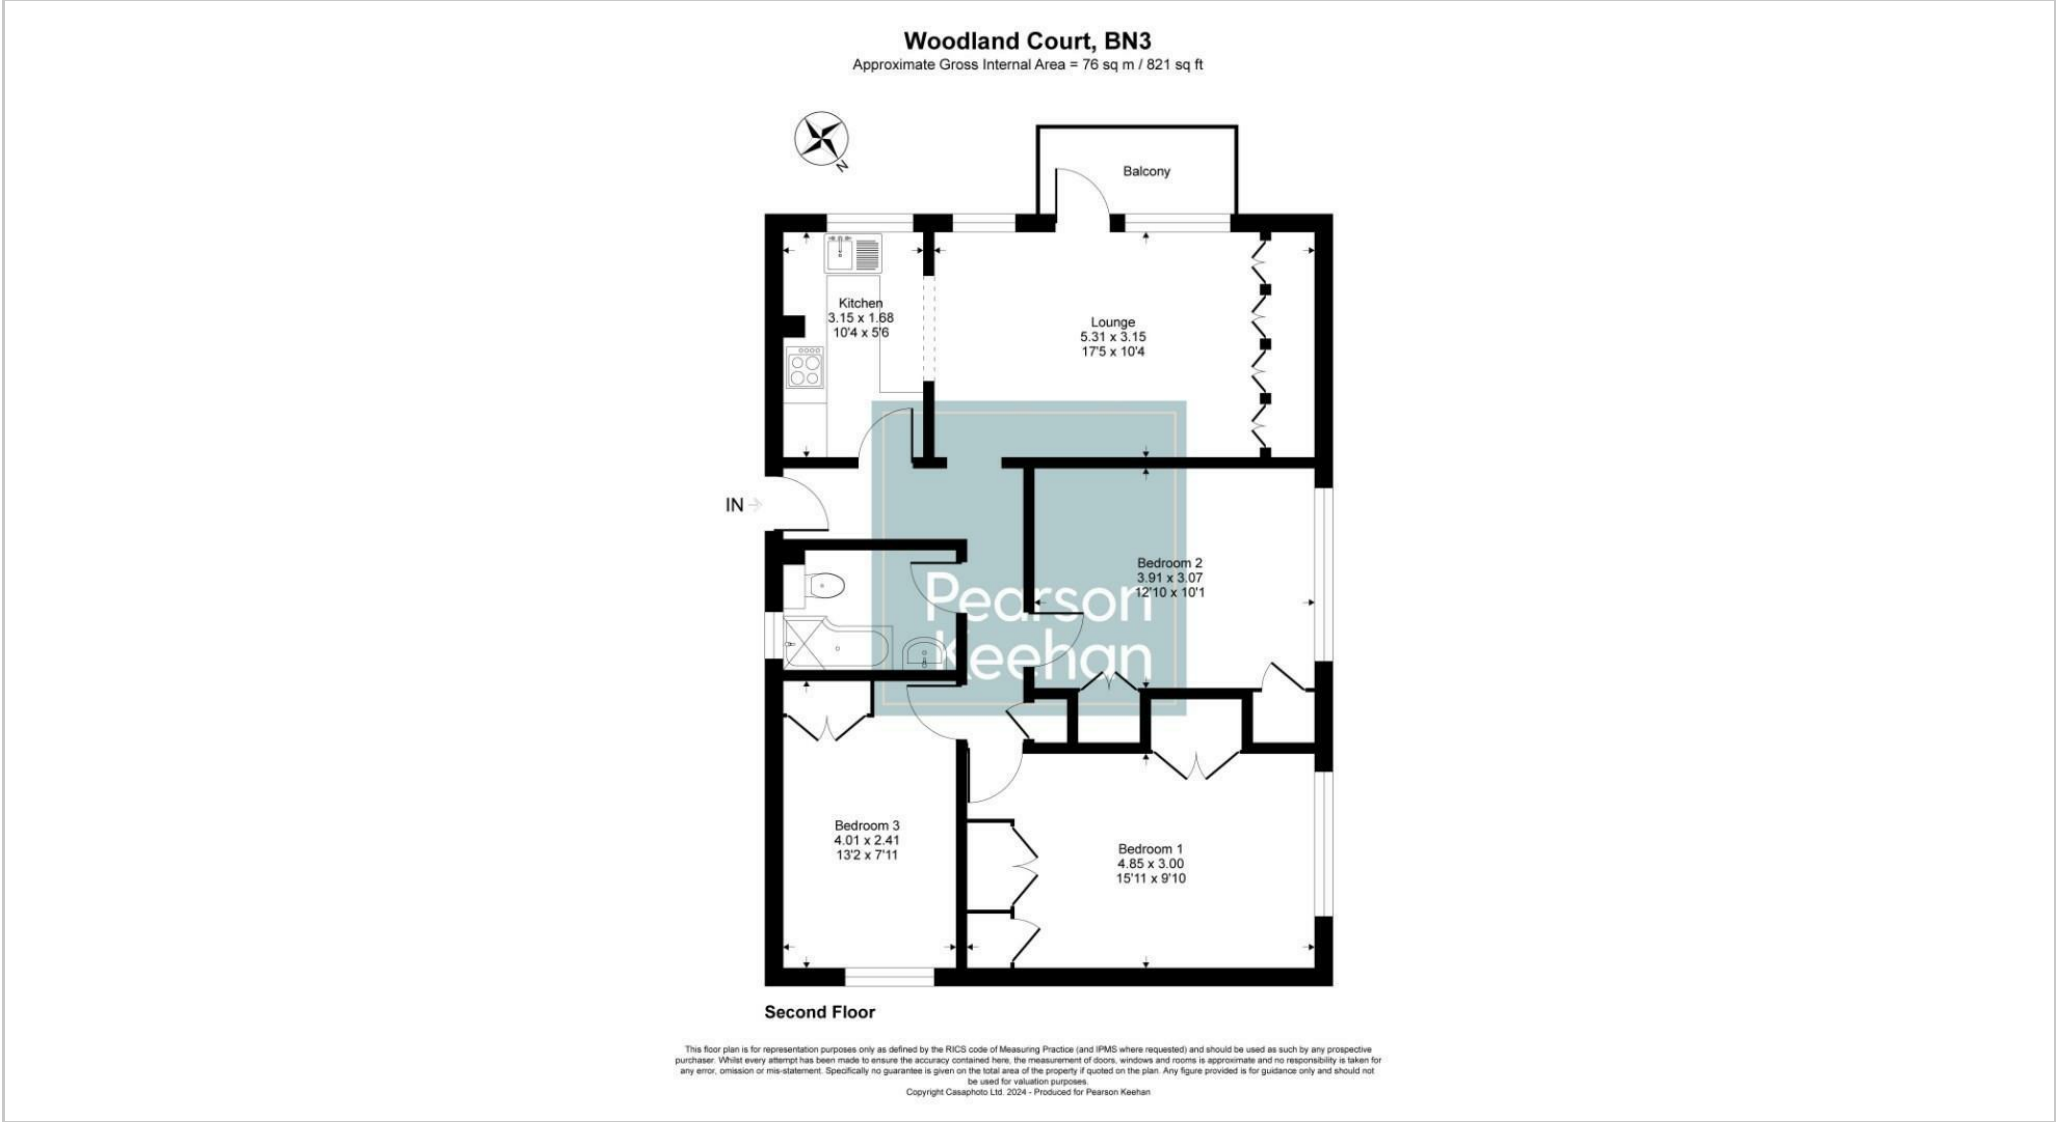 Woodland Court, BN3
Approximate Gross Internal Area = 76 sq m / 821 sq ft
N
Balcony
Kitchen
3.15 x 1.68
10'4 x 5'6
Lounge
5.31 x 3.15
17'5 x 10'4
IN
Bedroom 2
3.91 x 3.07
12'10 x 10'1
Pearson
Keehan
Bedroom 3
4.01 x 2.41
13'2 x 7'11
Bedroom 1
4.85 x 3.00
15'11 x 9'10
Second Floor
This floor plan is for representation purposes only as defined by the RICS code of Measuring Practice (and IPMS where requested) and should be used as such by any prospective
purchaser. Whilst every attempt has been made to ensure the accuracy contained here, the measurement of doors, windows and rooms is approximate and no responsibility is taken for
any error, omission or mis-statement. Specifically no guarantee is given on the total area of the property if quoted on the plan. Any figure provided is for guidance only and should not
be used for valuation purposes.
Copyright Casaphoto Ltd. 2024 - Produced for Pearson Keehan